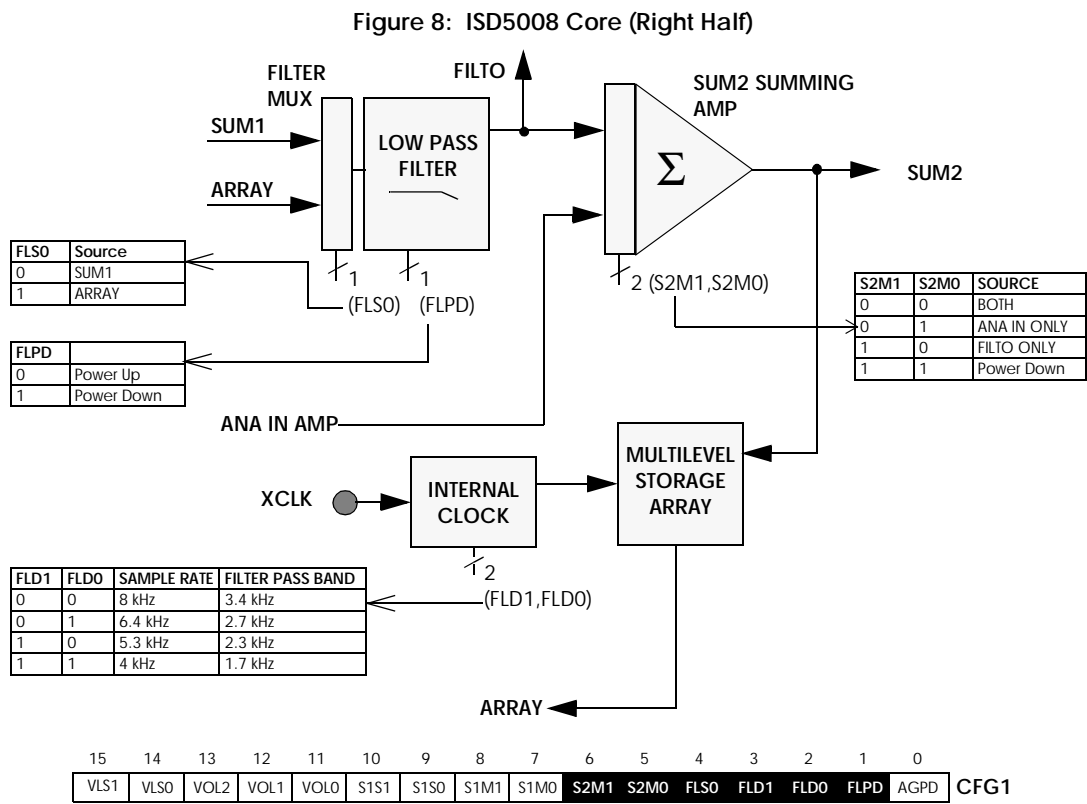 Figure 8: ISD5008 Core (Right Half)
FILTER MUX
FILTO
SUM2 SUMMING AMP
SUM1
ARRAY
LOW PASS FILTER
Σ
SUM2
FLS0 Source
0 SUM1
1 ARRAY
1
(FLS0)
1
(FLPD)
2 (S2M1,S2M0)
S2M1 S2M0 SOURCE
0 0 BOTH
0 1 ANA IN ONLY
1 0 FILTO ONLY
1 1 Power Down
FLPD
0 Power Up
1 Power Down
ANA IN AMP
XCLK
INTERNAL CLOCK
MULTILEVEL STORAGE ARRAY
2
(FLD1,FLD0)
FLD1 FLD0 SAMPLE RATE FILTER PASS BAND
0 0 8 kHz 3.4 kHz
0 1 6.4 kHz 2.7 kHz
1 0 5.3 kHz 2.3 kHz
1 1 4 kHz 1.7 kHz
ARRAY
15 14 13 12 11 10 9 8 7 6 5 4 3 2 1 0
VLS1 VLS0 VOL2 VOL1 VOL0 S1S1 S1S0 S1M1 S1M0 S2M1 S2M0 FLS0 FLD1 FLD0 FLPD AGPD CFG1